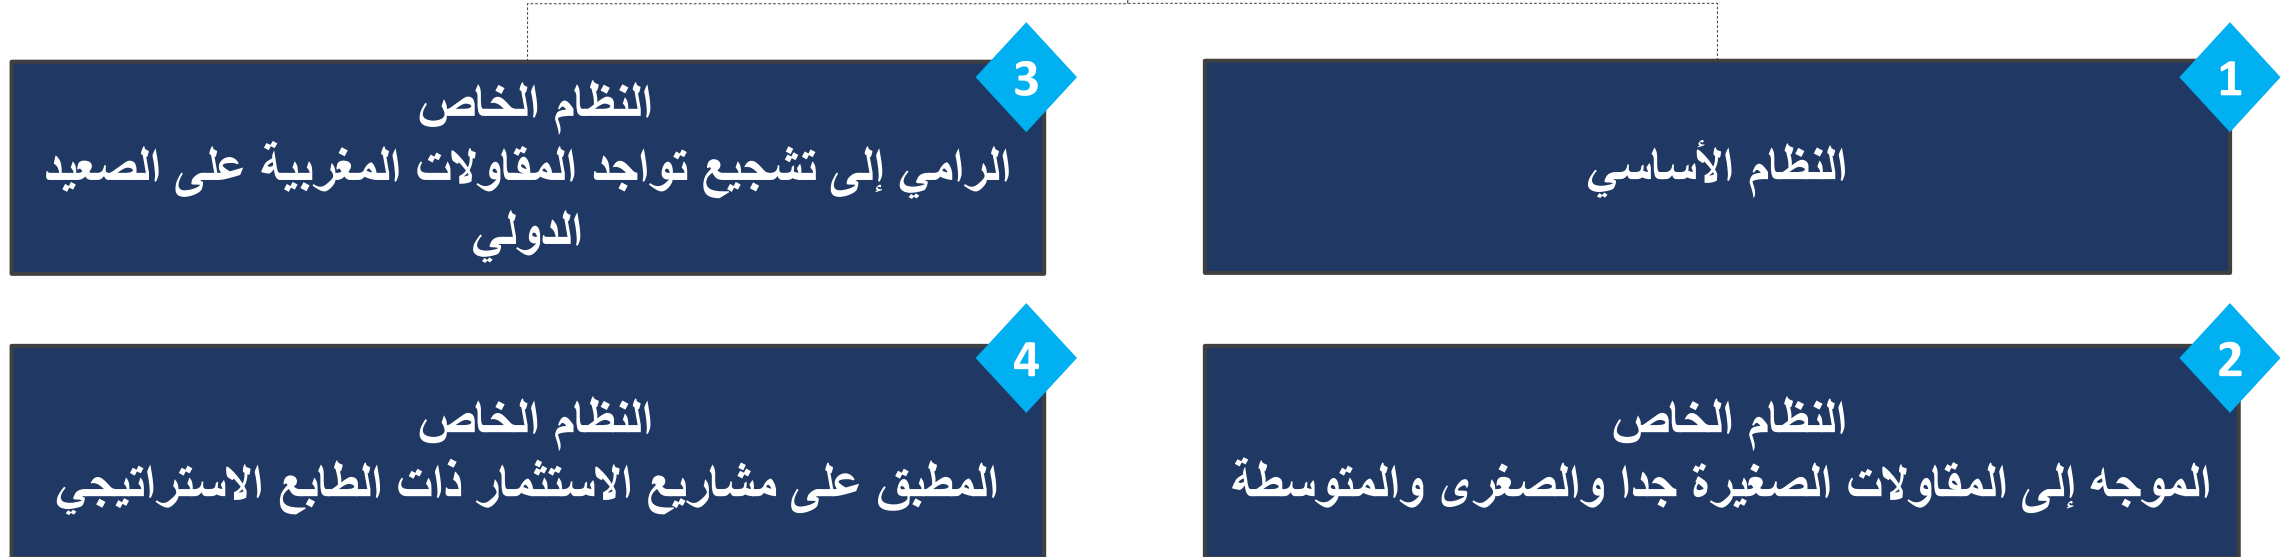 1
النظام الأساسي
2
النظام الخاص
الموجه إلى المقاولات الصغيرة جدا والصغرى والمتوسطة
3
النظام الخاص
الرامي إلى تشجيع تواجد المقاولات المغربية على الصعيد
الدولي
4
النظام الخاص
المطبق على مشاريع الاستثمار ذات الطابع الاستراتيجي